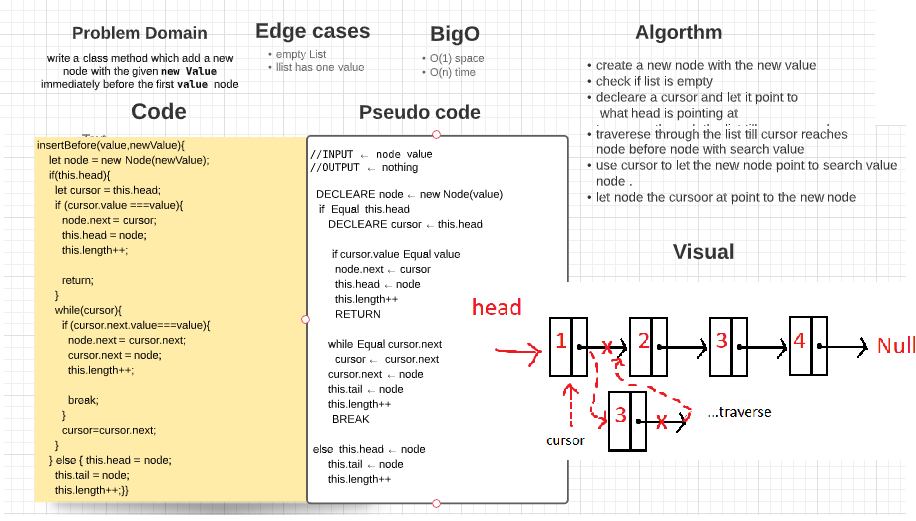 Problem Domain
write a class method which add a new
node with the given new Value
immediately before the first value node
Edge cases
• empty List
• llist has one value
BigO
• O(1) space
• O(n) time
Algorthm
• create a new node with the new value
• check if list is empty
• decleare a cursor and let it point to
what head is pointing at
• traverese through the list till cursor reaches
node before node with search value
• use cursor to let the new node point to search value
node .
• let node the cursoor at point to the new node
Code
insertBefore(value,newValue){
let node = new Node(newValue);
if(this.head){
let cursor = this.head;
if (cursor.value ===value){
node.next = cursor;
this.head = node;
this.length++;
return;
}
while(cursor){
if (cursor.next.value===value){
node.next = cursor.next;
cursor.next = node;
this.length++;
break;
}
cursor=cursor.next;
}
} else { this.head = node;
this.tail = node;
this.length++;}}
Pseudo code
//INPUT ← node value
//OUTPUT ← nothing
DECLEARE node ← new Node(value)
if Equal this.head
DECLEARE cursor ← this.head
if cursor.value Equal value
node.next ← cursor
this.head ← node
this.length++
RETURN
while Equal cursor.next
cursor ← cursor.next
cursor.next ← node
this.tail ← node
this.length++
BREAK
else this.head ← node
this.tail ← node
this.length++
Visual
head
1 2 3 4 Null
x
3 x
...traverse
cursor